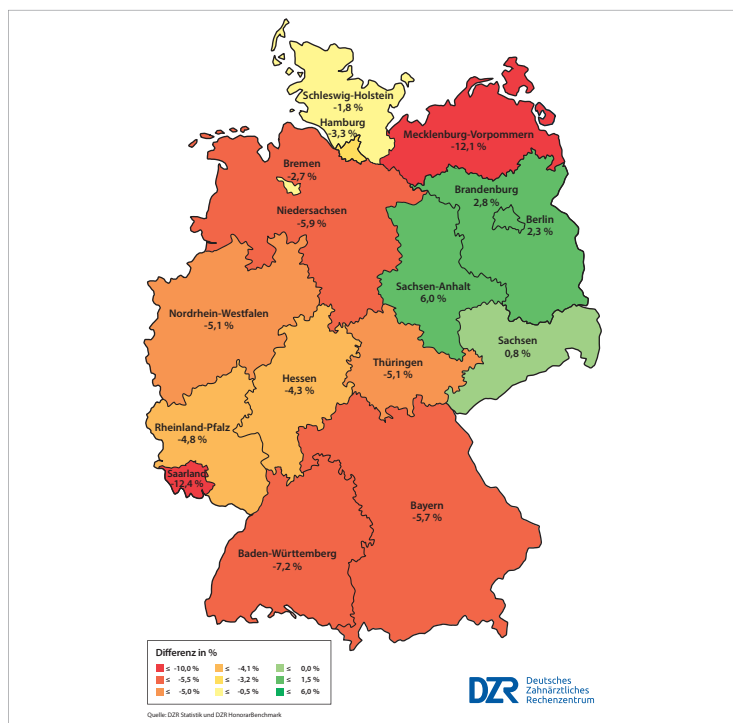 Schleswig-Holstein
-1,8 %
Hamburg
-3,3 %
Mecklenburg-Vorpommern
-12,1 %
Bremen
-2,7 %
Niedersachsen
-5,9 %
Brandenburg
2,8 %
Berlin
2,3 %
Sachsen-Anhalt
6,0 %
Nordrhein-Westfalen
-5,1 %
Sachsen
0,8 %
Thüringen
-5,1 %
Hessen
-4,3 %
Rheinland-Pfalz
-4,8 %
Saarland
-12,4 %
Bayern
-5,7 %
Baden-Württemberg
-7,2 %
Differenz in %
≤ -10,0 % ≤ -4,1 % ≤ 0,0 %
≤ -5,5 % ≤ -3,2 % ≤ 1,5 %
≤ -5,0 % ≤ -0,5 % ≤ 6,0 %
DZR Deutsches
Zahnärztliches
Rechenzentrum
Quelle: DZR Statistik und DZR HonorarBenchmark